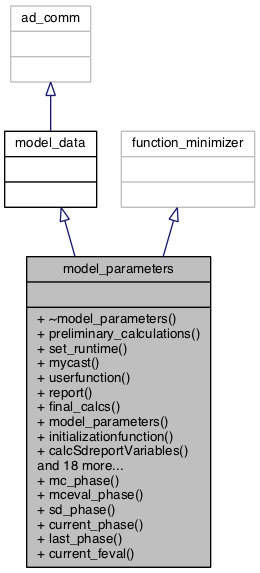 ad_comm
model_data
function_minimizer
model_parameters
+ ~model_parameters()
+ preliminary_calculations()
+ set_runtime()
+ mycast()
+ userfunction()
+ report()
+ final_calcs()
+ model_parameters()
+ initializationfunction()
+ calcSdreportVariables()
and 18 more...
+ mc_phase()
+ mceval_phase()
+ sd_phase()
+ current_phase()
+ last_phase()
+ current_feval()